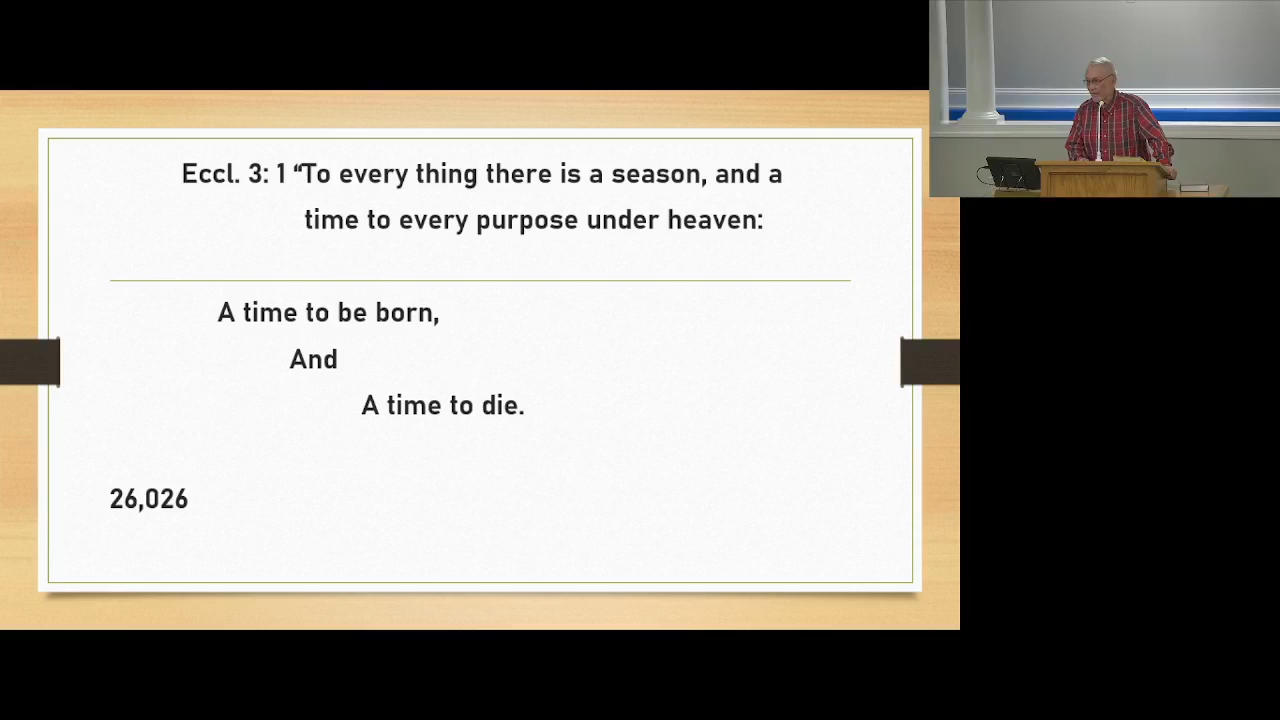 Eccl. 3: 1 “To every thing there is a season, and a
time to every purpose under heaven:
A time to be born,
And
A time to die.
26,026